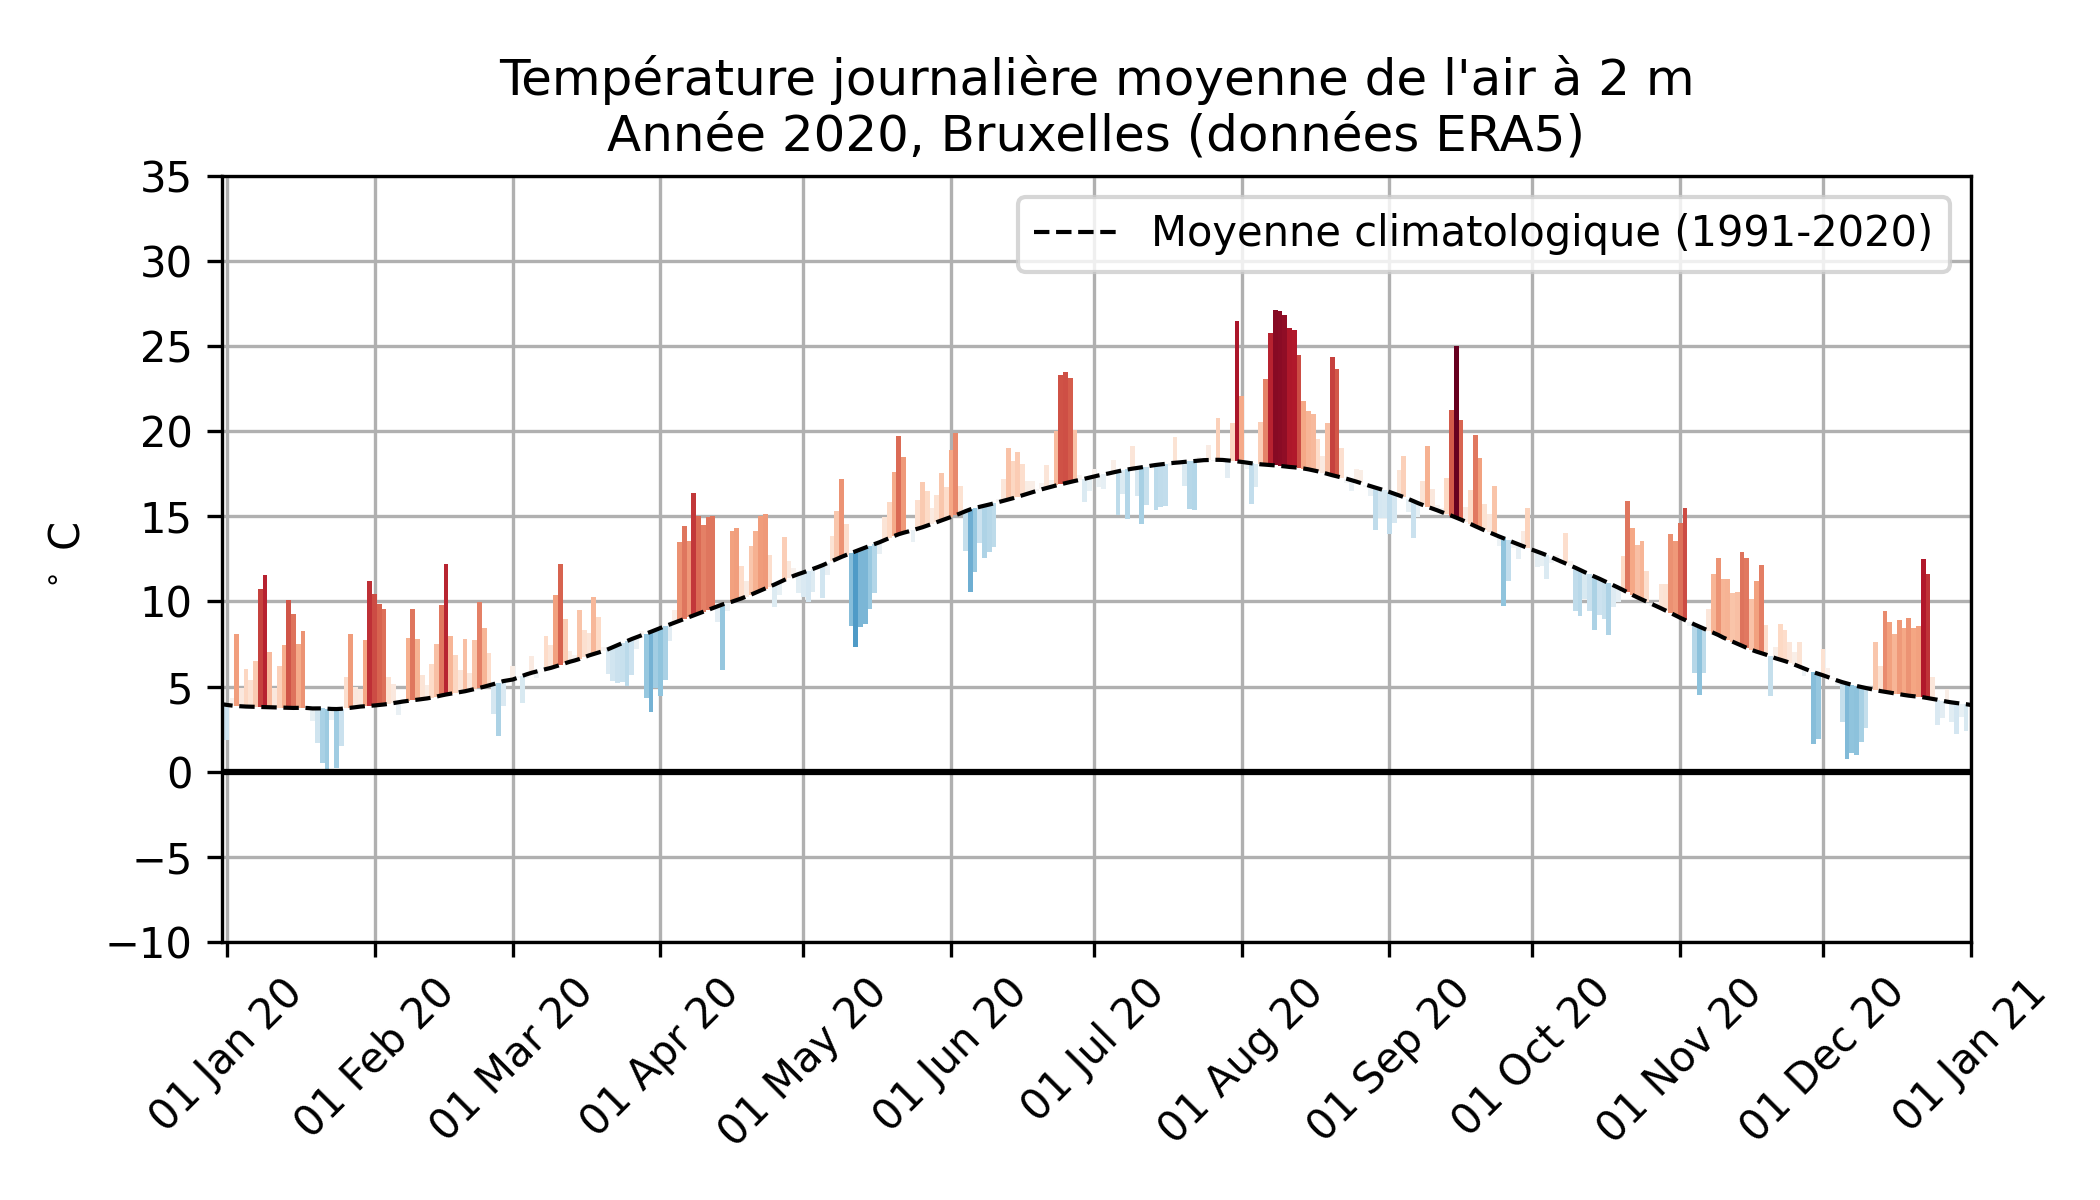 Température journalière moyenne de l'air à 2 m
Année 2020, Bruxelles (données ERA5)
Moyenne climatologique (1991-2020)
35
30
25
20
15
10
5
0
−5
−10
° C
01 Jan 20
01 Feb 20
01 Mar 20
01 Apr 20
01 May 20
01 Jun 20
01 Jul 20
01 Aug 20
01 Sep 20
01 Oct 20
01 Nov 20
01 Dec 20
01 Jan 21